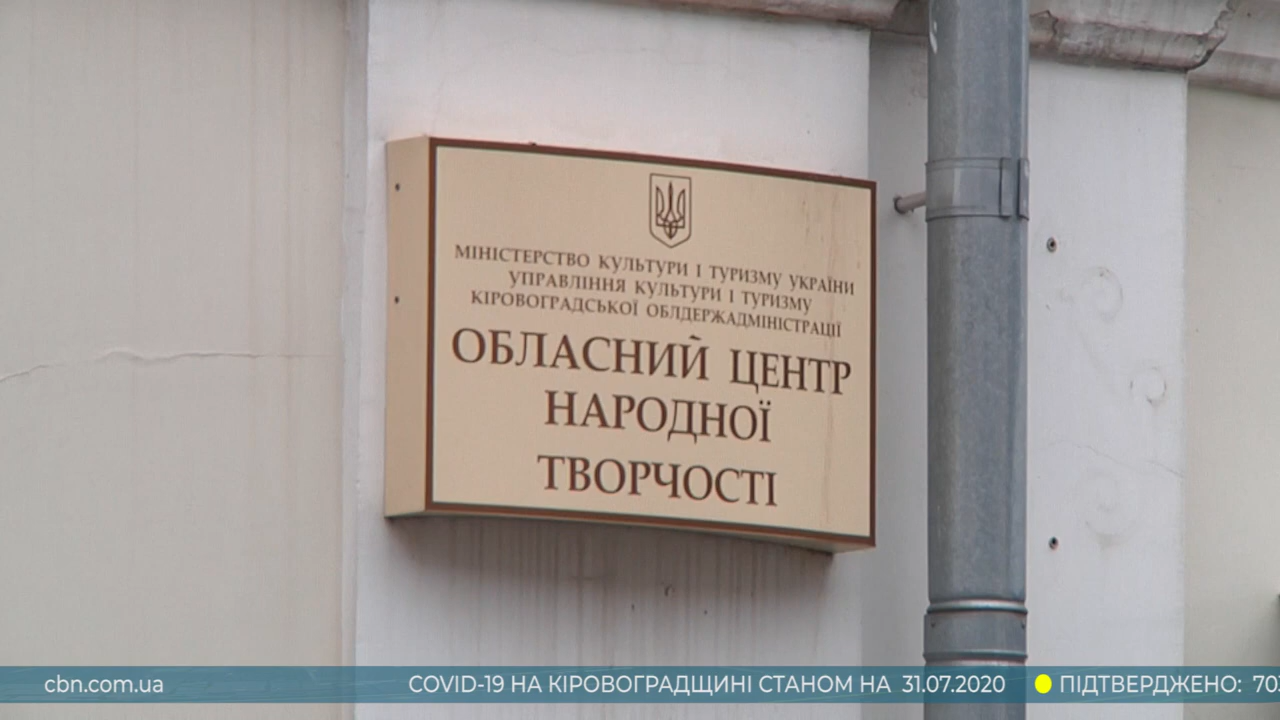 МІНІСТЕРСТВО КУЛЬТУРИ І ТУРИЗМУ УКРАЇНИ
УПРАВЛІННЯ КУЛЬТУРИ І ТУРИЗМУ
КІРОВОГРАДСЬКОЇ ОБЛДЕРЖАДМІНІСТРАЦІЇ
ОБЛАСНИЙ ЦЕНТР
НАРОДНОЇ
ТВОРЧОСТІ
cbn.com.ua COVID-19 НА КІРОВОГРАДЩИНІ СТАНОМ НА 31.07.2020 ПІДТВЕРДЖЕНО: